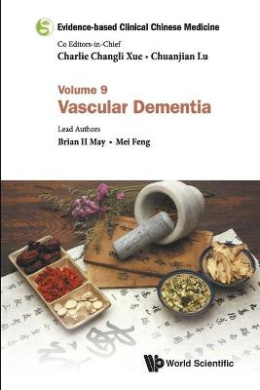 Evidence-based Clinical Chinese Medicine
Co Editors-in-Chief
Charlie Changli Xue • Chuanjian Lu
Volume 9
Vascular Dementia
Lead Authors
Brian H May • Mei Feng
World Scientific